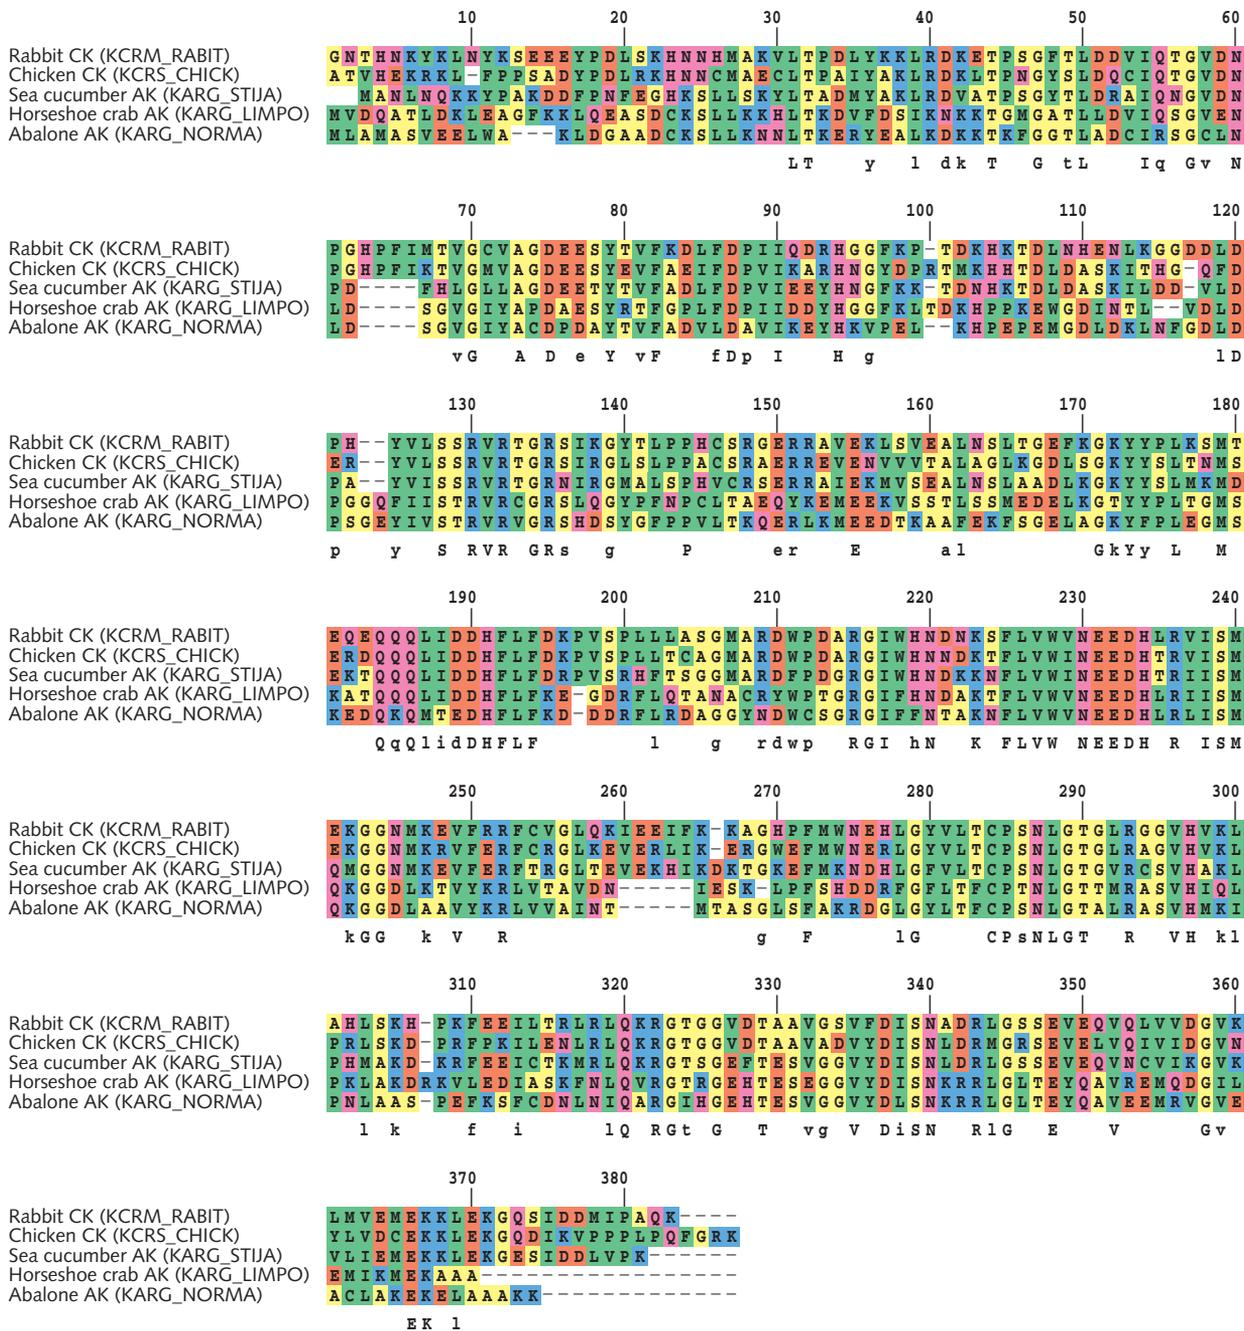 10 20 30 40 50 60
Rabbit CK (KCRM_RABIT) GNTHNKYKLNYKSEEEYPDLSKHNNHMAKVLTPDLYKKLRDKETPSGFTLDDVIQTGVDN
Chicken CK (KCRS_CHICK) ATVHEKRKL-FPPSADYPDLRKHNNCMAECLTPAIYAKLRDKLTPNGYSLDQCIQTGVDN
Sea cucumber AK (KARG_STIJA) MANLNQKKYPAKDDFPNFEGHKSLLSKYLTADMYAKLRDVATPSGYTLDRAIQNGVDN
Horseshoe crab AK (KARG_LIMPO) MVDQATLDKLEAGFKKLQEASDCKSLLKKHLTKDVFDSIKNKKTGMGATLLDVIQSGVEN
Abalone AK (KARG_NORMA) MLAMASVEELWA---KLDGAADCKSLLKNNLTKERYEALKDKKTKFGGTLADCIRSGCLN
LT y l dk T G tL Iq Gv N
70 80 90 100 110 120
Rabbit CK (KCRM_RABIT) PGHPFIMTVGCVAGDEESYTVFKDLFDPIIQDRHGGFKP-TDKHKTDLNHENLKGGDDLD
Chicken CK (KCRS_CHICK) PGHPFIKTVGMVAGDEESYEVFAEIFDPVIKARHNGYDPRTMKHHTDLDASKITHG-QFD
Sea cucumber AK (KARG_STIJA) PD----FHLGLLAGDEETYTVFADLFDPVIEEYHNGFKK-TDNHKTDLDASKILDD-VLD
Horseshoe crab AK (KARG_LIMPO) LD----SGVGIYAPDAESYRTFGPLFDPIIDDYHGGFKLTDKHPPKEWGDINTL--VDLD
Abalone AK (KARG_NORMA) LD----SGVGIYACDPDAYTVFADVLDAVIKEYHKVPEL--KHPEPEMGDLDKLNFGDLD
vG A D e Y vF fDp I H g lD
130 140 150 160 170 180
Rabbit CK (KCRM_RABIT) PH--YVLSSRVRTGRSIKGYTLPPHCSRGERRAVEKLSVEALNSLTGEFKGKYYPLKSMT
Chicken CK (KCRS_CHICK) ER--YVLSSRVRTGRSIRGLSLPPACSRAERREVENVVVTALAGLKGDLSGKYYSLTNMS
Sea cucumber AK (KARG_STIJA) PA--YVISSRVRTGRNIRGMALSPHVCRSERRAIEKMVSEALNSLAADLKGKYYSLMKMD
Horseshoe crab AK (KARG_LIMPO) PGGQFIISTRVRCGRSLQGYPFNPCLTAEQYKEMEEKVSSTLSSMEDELKGTYYPLTGMS
Abalone AK (KARG_NORMA) PSGEYIVSTRVRVGRSHDSYGFPPVLTKQERLKMEEDTKAAFEKFSGELAGKYFPLEGMS
p y S RVR GRs g P er E al GkYy L M
190 200 210 220 230 240
Rabbit CK (KCRM_RABIT) EQEQQQLIDDHFLFDKPVSPLLLASGMARDWPDARGIWHNDNKSFLVWVNEEDHLRVISM
Chicken CK (KCRS_CHICK) ERDQQQLIDDHFLFDKPVSPLLTCAGMARDWPDARGIWHNNDKTFLVWINEEDHTRVISM
Sea cucumber AK (KARG_STIJA) EKTQQQLIDDHFLFDRPVSRHFTSGGMARDFPDGRGIWHNDKKNFLVWINEEDHTRIISM
Horseshoe crab AK (KARG_LIMPO) KATQQQLIDDHFLFKE-GDRFLQTANACRYWPTGRGIFHNDAKTFLVWVNEEDHLRIISM
Abalone AK (KARG_NORMA) KEDQKQMTEDHFLFKD-DDRFLRDAGGYNDWCSGRGIFFNTAKNFLVWVNEEDHLRLISM
QqQlidDHFLF l g rdwp RGI hN K FLVW NEEDH R ISM
250 260 270 280 290 300
Rabbit CK (KCRM_RABIT) EKGGNMKEVFRRFCVGLQKIEEIFK-KAGHPFMWNEHLGYVLTCPSNLGTGLRGGVHVKL
Chicken CK (KCRS_CHICK) EKGGNMKRVFERFCRGLKEVERLIK-ERGWEFMWNERLGYVLTCPSNLGTGLRAGVHVKL
Sea cucumber AK (KARG_STIJA) QMGGNMKEVFERFTRGLTEVEKHIKDKTGKEFMKNDHLGFVLTCPSNLGTGVRCSVHAKL
Horseshoe crab AK (KARG_LIMPO) QKGGDLKTVYKRLVTAVDN-----IESK-LPFSHDDRFGFLTFCPTNLGTTMRASVHIQL
Abalone AK (KARG_NORMA) QKGGDLAAVYKRLVVAINT-----MTASGLSFAKRDGLGYLTFCPSNLGTALRASVHMKI
kGG k V R g F lG CPsNLGT R VH kl
310 320 330 340 350 360
Rabbit CK (KCRM_RABIT) AHLSKH-PKFEEILTRLRLQKRGTGGVDTAAVGSVFDISNADRLGSSEVEQVQLVVDGVK
Chicken CK (KCRS_CHICK) PRLSKD-PRFPKILENLRLQKRGTGGVDTAAVADVYDISNLDRMGRSEVELVQIVIDGVN
Sea cucumber AK (KARG_STIJA) PHMAKD-KRFEEICTKMRLQKRGTSGEFTESVGGVYDISNLDRLGSSEVEQVNCVIKGVK
Horseshoe crab AK (KARG_LIMPO) PKLAKDRKVLEDIASKFNLQVRGTRGEHTESEGGVYDISNKRRLGLTEYQAVREMQDGIL
Abalone AK (KARG_NORMA) PNLAAS-PEFKSFCDNLNIQARGIHGEHTESVGGVYDLSNKRRLGLTEYQAVEEMRVGVE
l k f i lQ RGt G T vg V DiSN RlG E V Gv
370 380
Rabbit CK (KCRM_RABIT) LMVEMEKKLEKGQSIDDMIPAQK----
Chicken CK (KCRS_CHICK) YLVDCEKKLEKGQDIKVPPPLPQFGRK
Sea cucumber AK (KARG_STIJA) VLIEMEKKLEKGESIDDLVPK------
Horseshoe crab AK (KARG_LIMPO) EMIKMEKAAA-----------------
Abalone AK (KARG_NORMA) ACLAKEKELAAAKK-------------
EK l